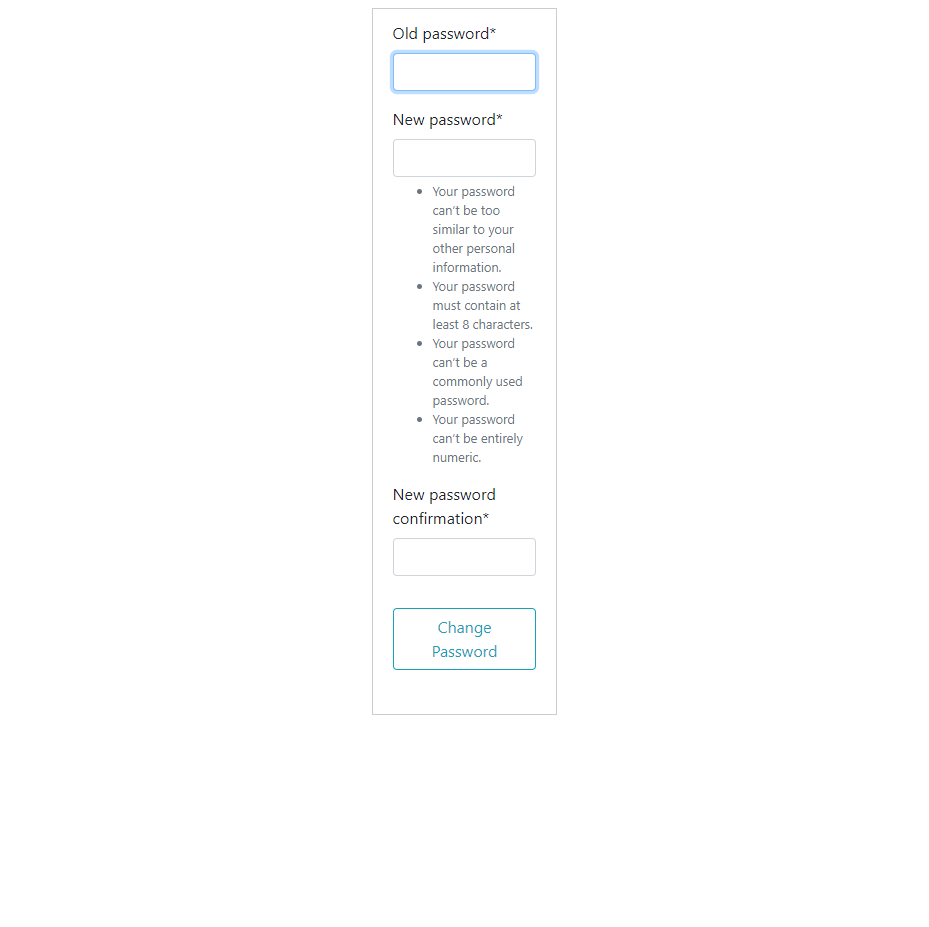 Old password*
New password*
• Your password
can't be too
similar to your
other personal
information.
• Your password
must contain at
least 8 characters.
• Your password
can't be a
commonly used
password.
• Your password
can't be entirely
numeric.
New password
confirmation*
Change
Password